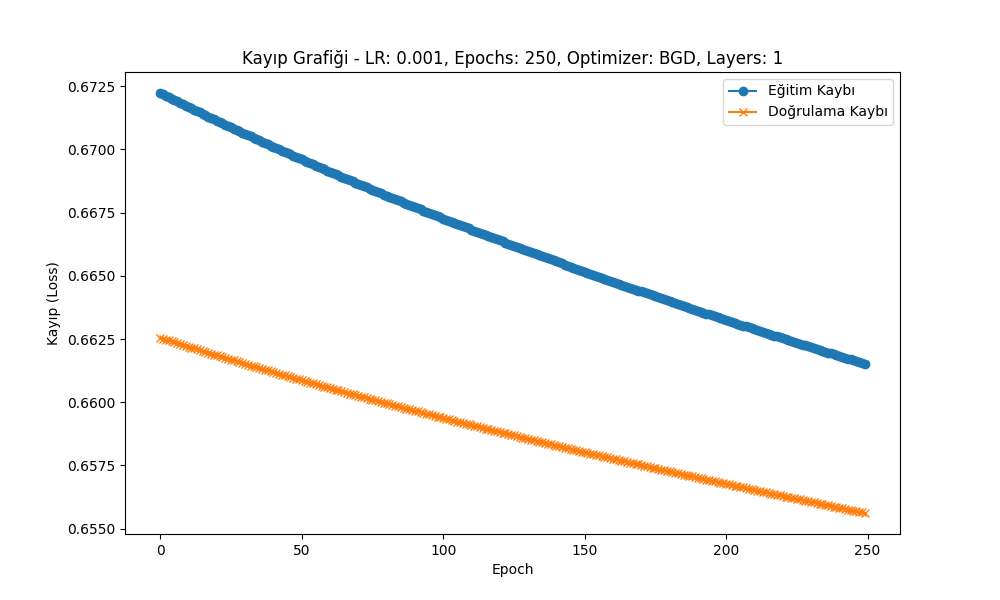 Kayıp Grafiği - LR: 0.001, Epochs: 250, Optimizer: BGD, Layers: 1
Eğitim Kaybı
Doğrulama Kaybı
Kayıp (Loss)
0.6725
0.6700
0.6675
0.6650
0.6625
0.6600
0.6575
0.6550
0 50 100 150 200 250
Epoch